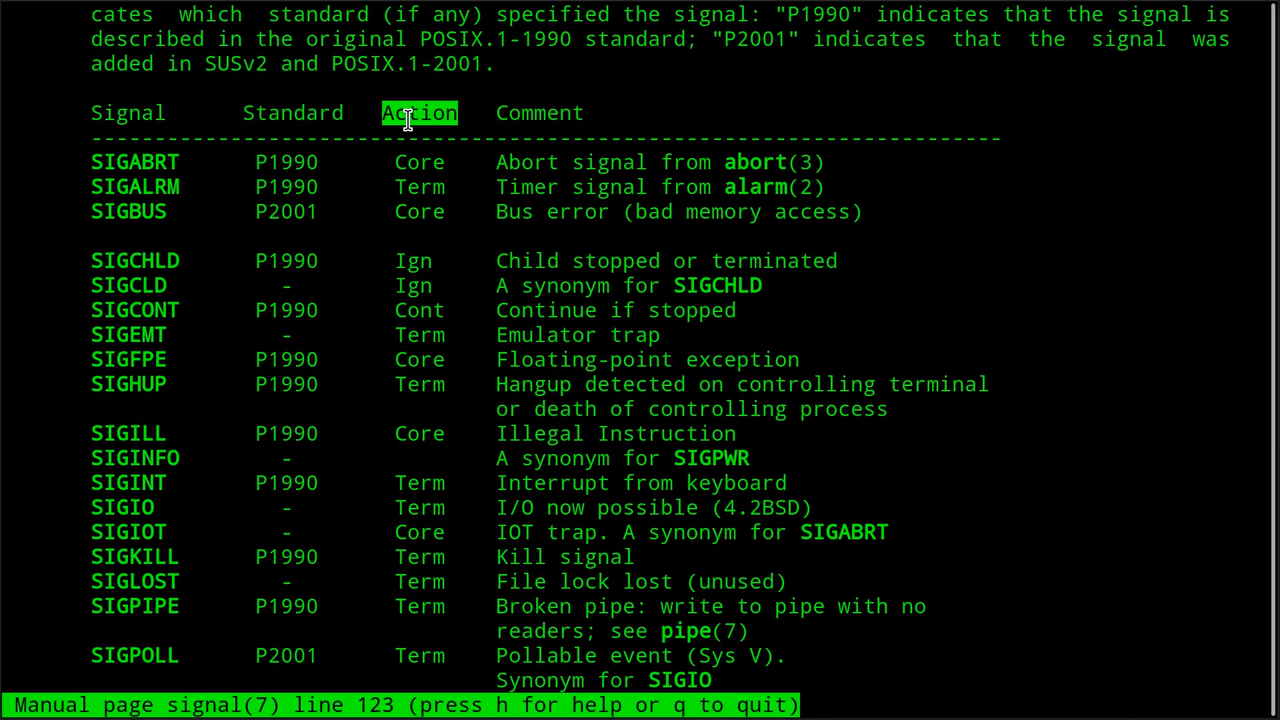 cates which standard (if any) specified the signal: "P1990" indicates that the signal is
described in the original POSIX.1-1990 standard; "P2001" indicates that the signal was
added in SUSv2 and POSIX.1-2001.
Signal Standard Action Comment
------------------------------------------------------------------------
SIGABRT P1990 Core Abort signal from abort(3)
SIGALRM P1990 Term Timer signal from alarm(2)
SIGBUS P2001 Core Bus error (bad memory access)
SIGCHLD P1990 Ign Child stopped or terminated
SIGCLD - Ign A synonym for SIGCHLD
SIGCONT P1990 Cont Continue if stopped
SIGEMT - Term Emulator trap
SIGFPE P1990 Core Floating-point exception
SIGHUP P1990 Term Hangup detected on controlling terminal
or death of controlling process
SIGILL P1990 Core Illegal Instruction
SIGINFO - A synonym for SIGPWR
SIGINT P1990 Term Interrupt from keyboard
SIGIO - Term I/O now possible (4.2BSD)
SIGIOT - Core IOT trap. A synonym for SIGABRT
SIGKILL P1990 Term Kill signal
SIGLOST - Term File lock lost (unused)
SIGPIPE P1990 Term Broken pipe: write to pipe with no
readers; see pipe(7)
SIGPOLL P2001 Term Pollable event (Sys V).
Synonym for SIGIO
Manual page signal(7) line 123 (press h for help or q to quit)